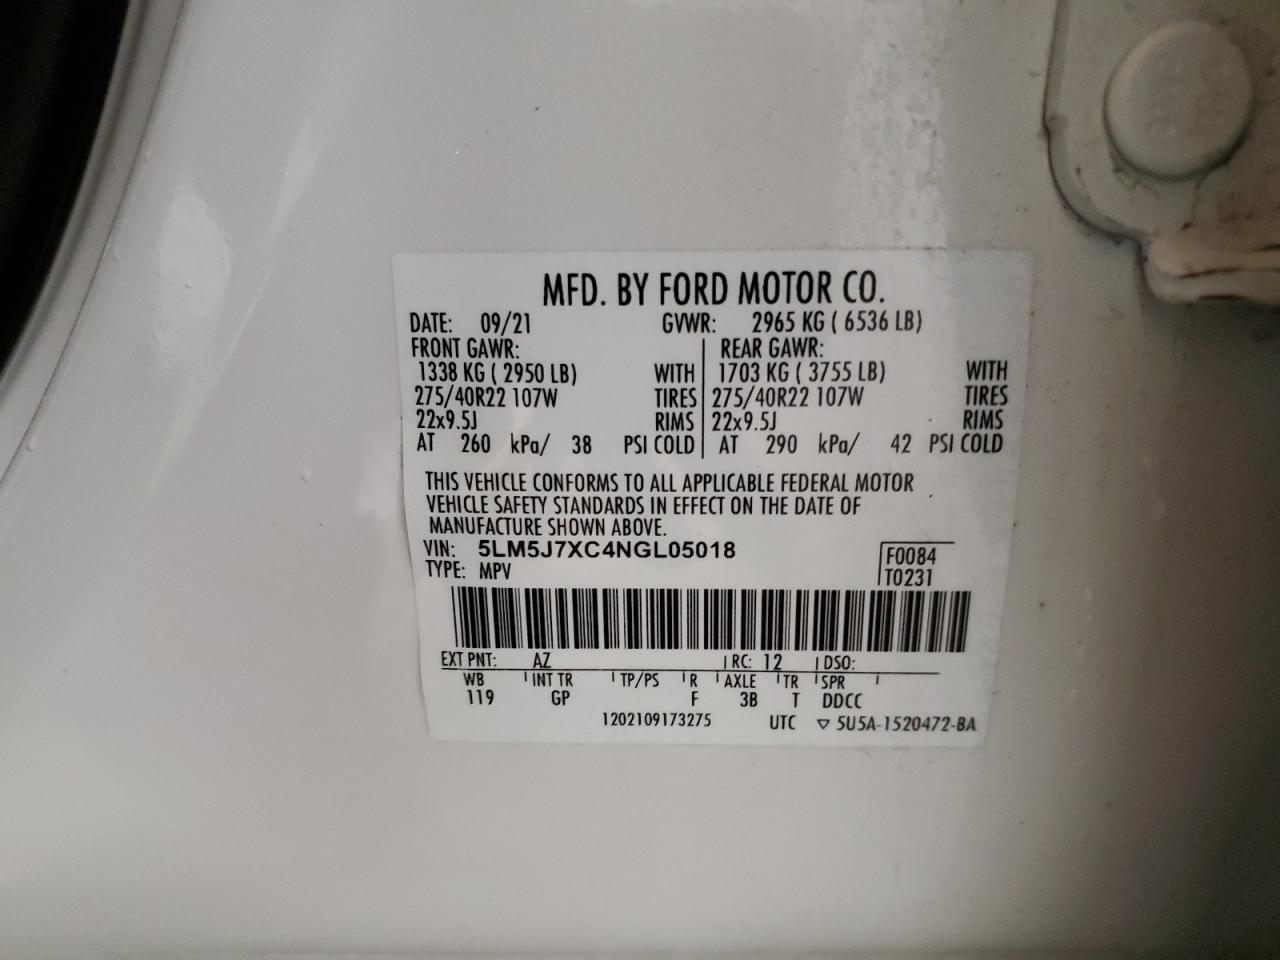 MFD. BY FORD MOTOR CO.
DATE: 09/21 GVWR: 2965 KG ( 6536 LB)
FRONT GAWR: REAR GAWR:
1338 KG ( 2950 LB) WITH 1703 KG ( 3755 LB) WITH
275/40R22 107W TIRES 275/40R22 107W TIRES
22x9.5J RIMS 22x9.5J RIMS
AT 260 kPa/ 38 PSI COLD AT 290 kPa/ 42 PSI COLD
THIS VEHICLE CONFORMS TO ALL APPLICABLE FEDERAL MOTOR
VEHICLE SAFETY STANDARDS IN EFFECT ON THE DATE OF
MANUFACTURE SHOWN ABOVE.
VIN: 5LM5J7XC4NGL05018 F0084
TYPE: MPV T0231
EXT PNT: AZ RC: 12 DSO:
WB INT TR TP/PS R AXLE TR SPR
119 GP F 3B T DDCC
1202109173275 UTC ▽ 5U5A-1520472-BA